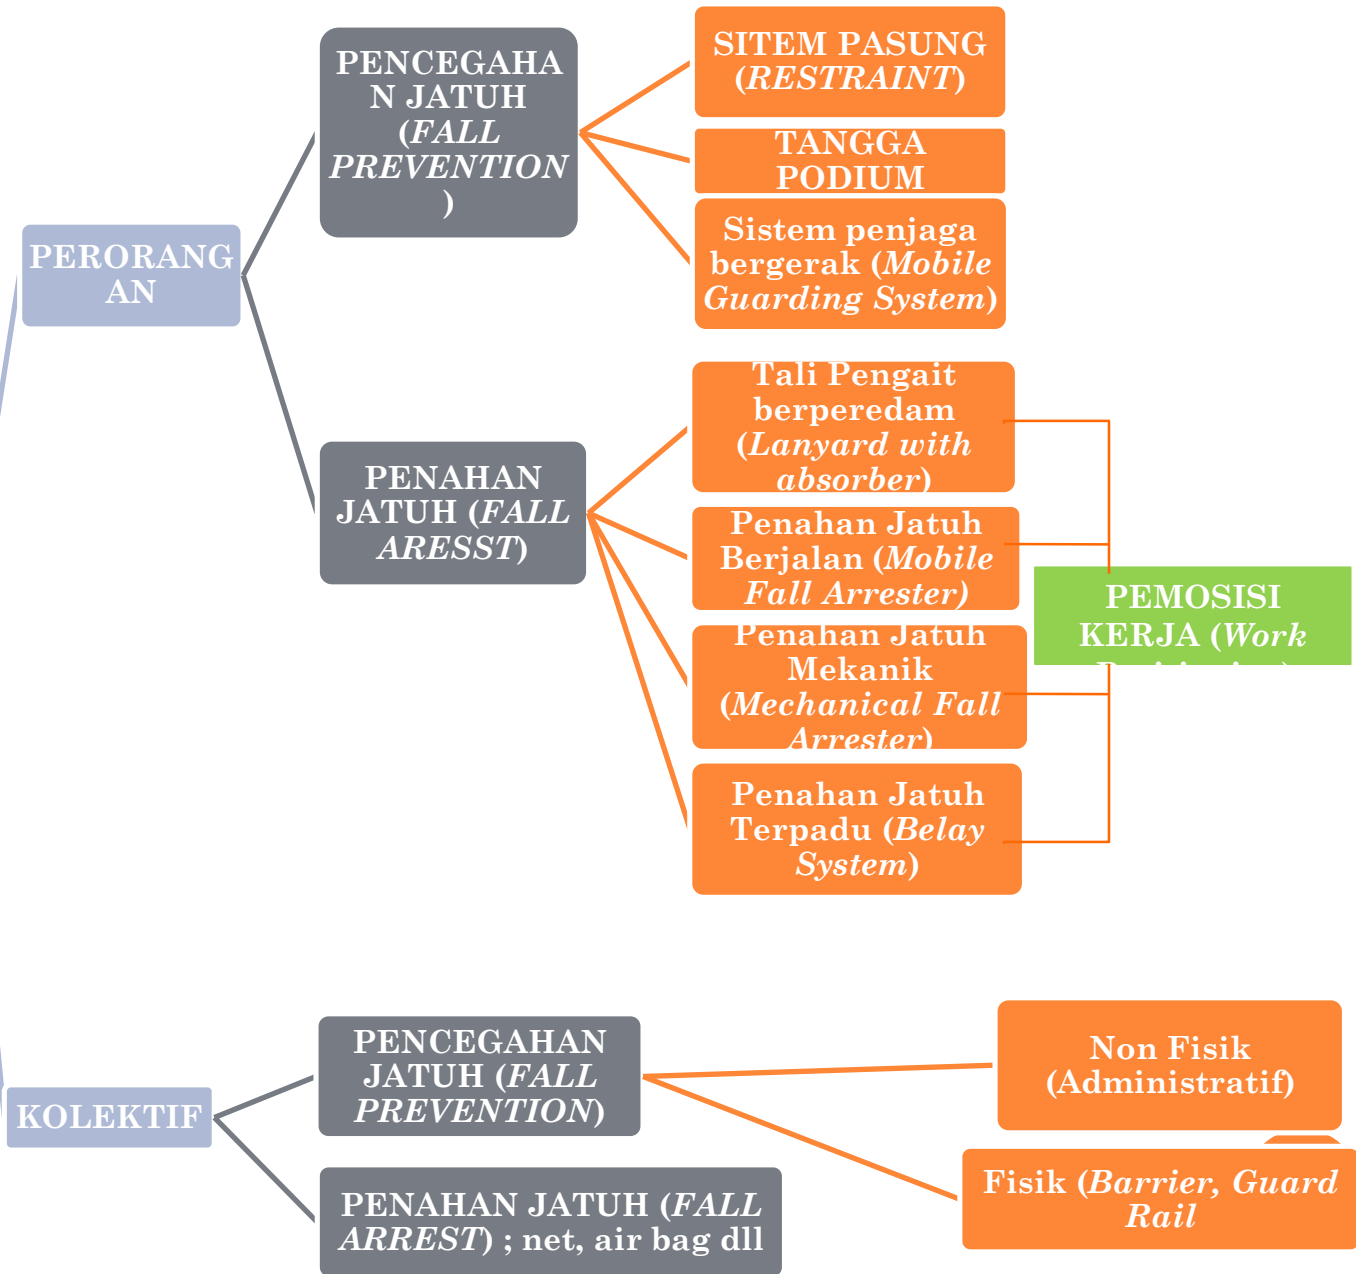 PENCEGAHA
N JATUH
(FALL
PREVENTION
)
SITEM PASUNG
(RESTRAINT)
TANGGA
PODIUM
Sistem penjaga
bergerak (Mobile
Guarding System)
PERORANG
AN
PENAHAN
JATUH (FALL
ARESST)
Tali Pengait
berperedam
(Lanyard with
absorber)
Penahan Jatuh
Berjalan (Mobile
Fall Arrester)
Penahan Jatuh
Mekanik
(Mechanical Fall
Arrester)
Penahan Jatuh
Terpadu (Belay
System)
PEMOSISI
KERJA (Work
KOLEKTIF
PENCEGAHAN
JATUH (FALL
PREVENTION)
Non Fisik
(Administratif)
Fisik (Barrier, Guard
Rail
PENAHAN JATUH (FALL
ARREST) ; net, air bag dll